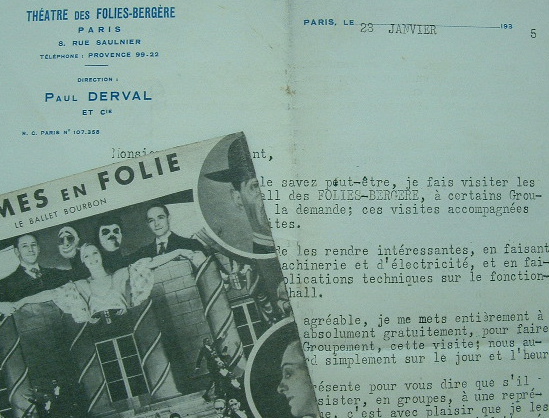 THÉATRE DES FOLIES-BERGÈRE
PARIS
8. RUE SAULNIER
TÉLÉPHONE : PROVENCE 99-22
DIRECTION :
PAUL DERVAL
ET Cie
R. C. PARIS N° 107.358
PARIS, LE 23 JANVIER 193 5
Monsie
nt,
le savez peut-être, je fais visiter les
ll des FOLIES-BERGERE, à certains Grou-
la demande; ces visites accompagnées
ites.
de les rendre intéressantes, en faisant
achinerie et d'électricité, et en fai-
plications techniques sur le fonction-
hall.
agréable, je me mets entièrement à
absolument gratuitement, pour faire
Groupement, cette visite; nous au-
rd simplement sur le jour et l'heur
résente pour vous dire que s'il
sister, en groupes, à une repré-
e, c'est avec plaisir que je les
MES EN FOLIE
LE BALLET BOURBON